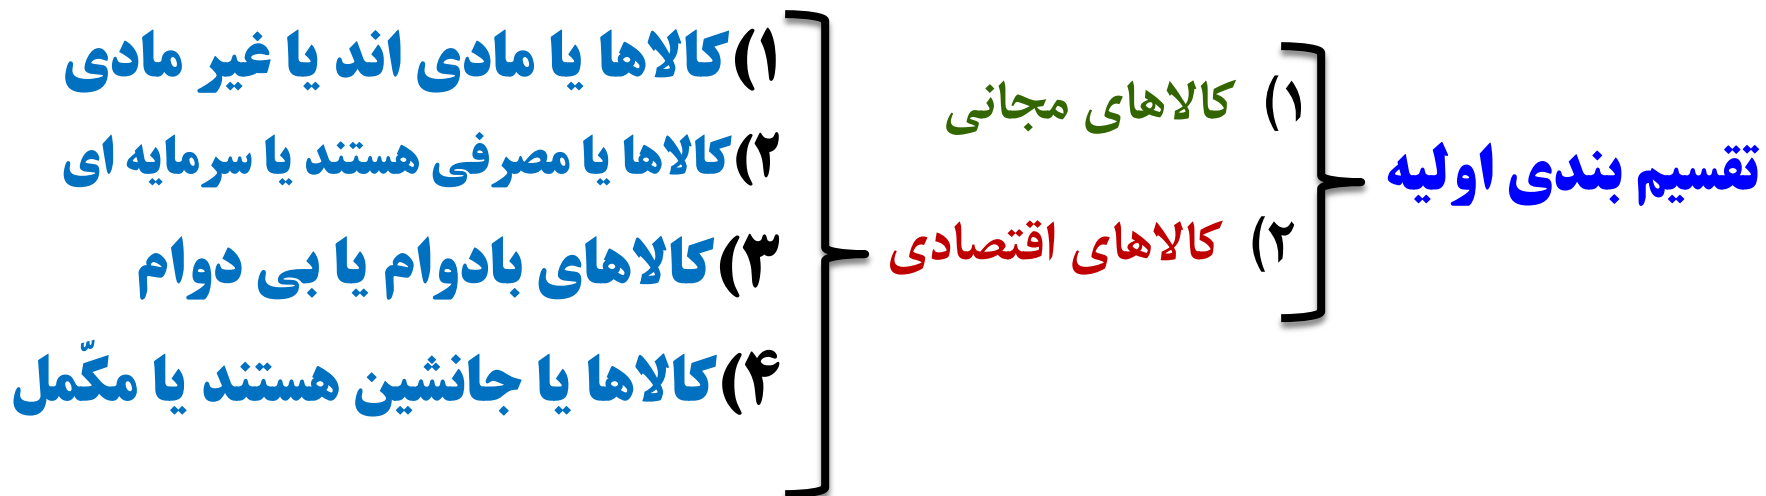 تقسیم بندی اولیه
۱) کالاهای مجانی
۲) کالاهای اقتصادی
۱)کالاها یا مادی اند یا غیر مادی
۲)کالاها یا مصرفی هستند یا سرمایه ای
۳)کالاهای بادوام یا بی دوام
۴)کالاها یا جانشین هستند یا مکّمل